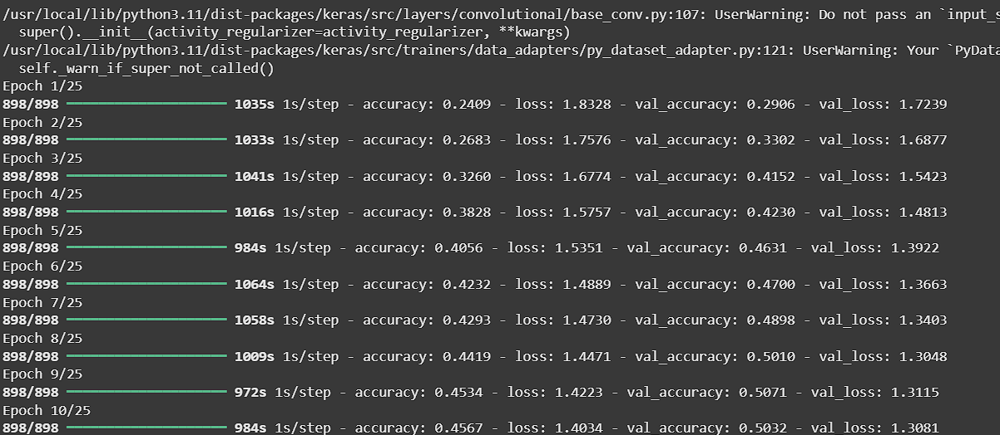 /usr/local/lib/python3.11/dist-packages/keras/src/layers/convolutional/base_conv.py:107: UserWarning: Do not pass an `input_s
super().__init__(activity_regularizer=activity_regularizer, **kwargs)
/usr/local/lib/python3.11/dist-packages/keras/src/trainers/data_adapters/py_dataset_adapter.py:121: UserWarning: Your `PyData
self._warn_if_super_not_called()
Epoch 1/25
898/898 ━━━━━━━━━━━━━━━━━━━━ 1035s 1s/step - accuracy: 0.2409 - loss: 1.8328 - val_accuracy: 0.2906 - val_loss: 1.7239
Epoch 2/25
898/898 ━━━━━━━━━━━━━━━━━━━━ 1033s 1s/step - accuracy: 0.2683 - loss: 1.7576 - val_accuracy: 0.3302 - val_loss: 1.6877
Epoch 3/25
898/898 ━━━━━━━━━━━━━━━━━━━━ 1041s 1s/step - accuracy: 0.3260 - loss: 1.6774 - val_accuracy: 0.4152 - val_loss: 1.5423
Epoch 4/25
898/898 ━━━━━━━━━━━━━━━━━━━━ 1016s 1s/step - accuracy: 0.3828 - loss: 1.5757 - val_accuracy: 0.4230 - val_loss: 1.4813
Epoch 5/25
898/898 ━━━━━━━━━━━━━━━━━━━━ 984s 1s/step - accuracy: 0.4056 - loss: 1.5351 - val_accuracy: 0.4631 - val_loss: 1.3922
Epoch 6/25
898/898 ━━━━━━━━━━━━━━━━━━━━ 1064s 1s/step - accuracy: 0.4232 - loss: 1.4889 - val_accuracy: 0.4700 - val_loss: 1.3663
Epoch 7/25
898/898 ━━━━━━━━━━━━━━━━━━━━ 1058s 1s/step - accuracy: 0.4293 - loss: 1.4730 - val_accuracy: 0.4898 - val_loss: 1.3403
Epoch 8/25
898/898 ━━━━━━━━━━━━━━━━━━━━ 1009s 1s/step - accuracy: 0.4419 - loss: 1.4471 - val_accuracy: 0.5010 - val_loss: 1.3048
Epoch 9/25
898/898 ━━━━━━━━━━━━━━━━━━━━ 972s 1s/step - accuracy: 0.4534 - loss: 1.4223 - val_accuracy: 0.5071 - val_loss: 1.3115
Epoch 10/25
898/898 ━━━━━━━━━━━━━━━━━━━━ 984s 1s/step - accuracy: 0.4567 - loss: 1.4034 - val_accuracy: 0.5032 - val_loss: 1.3081